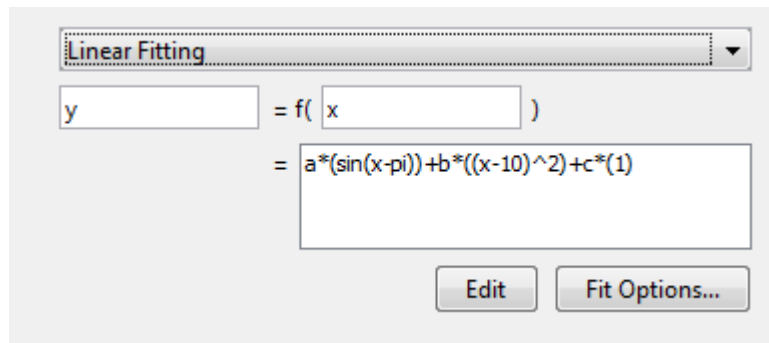 Linear Fitting
y = f( x )
= a*(sin(x-pi))+b*((x-10)^2)+c*(1)
Edit Fit Options...